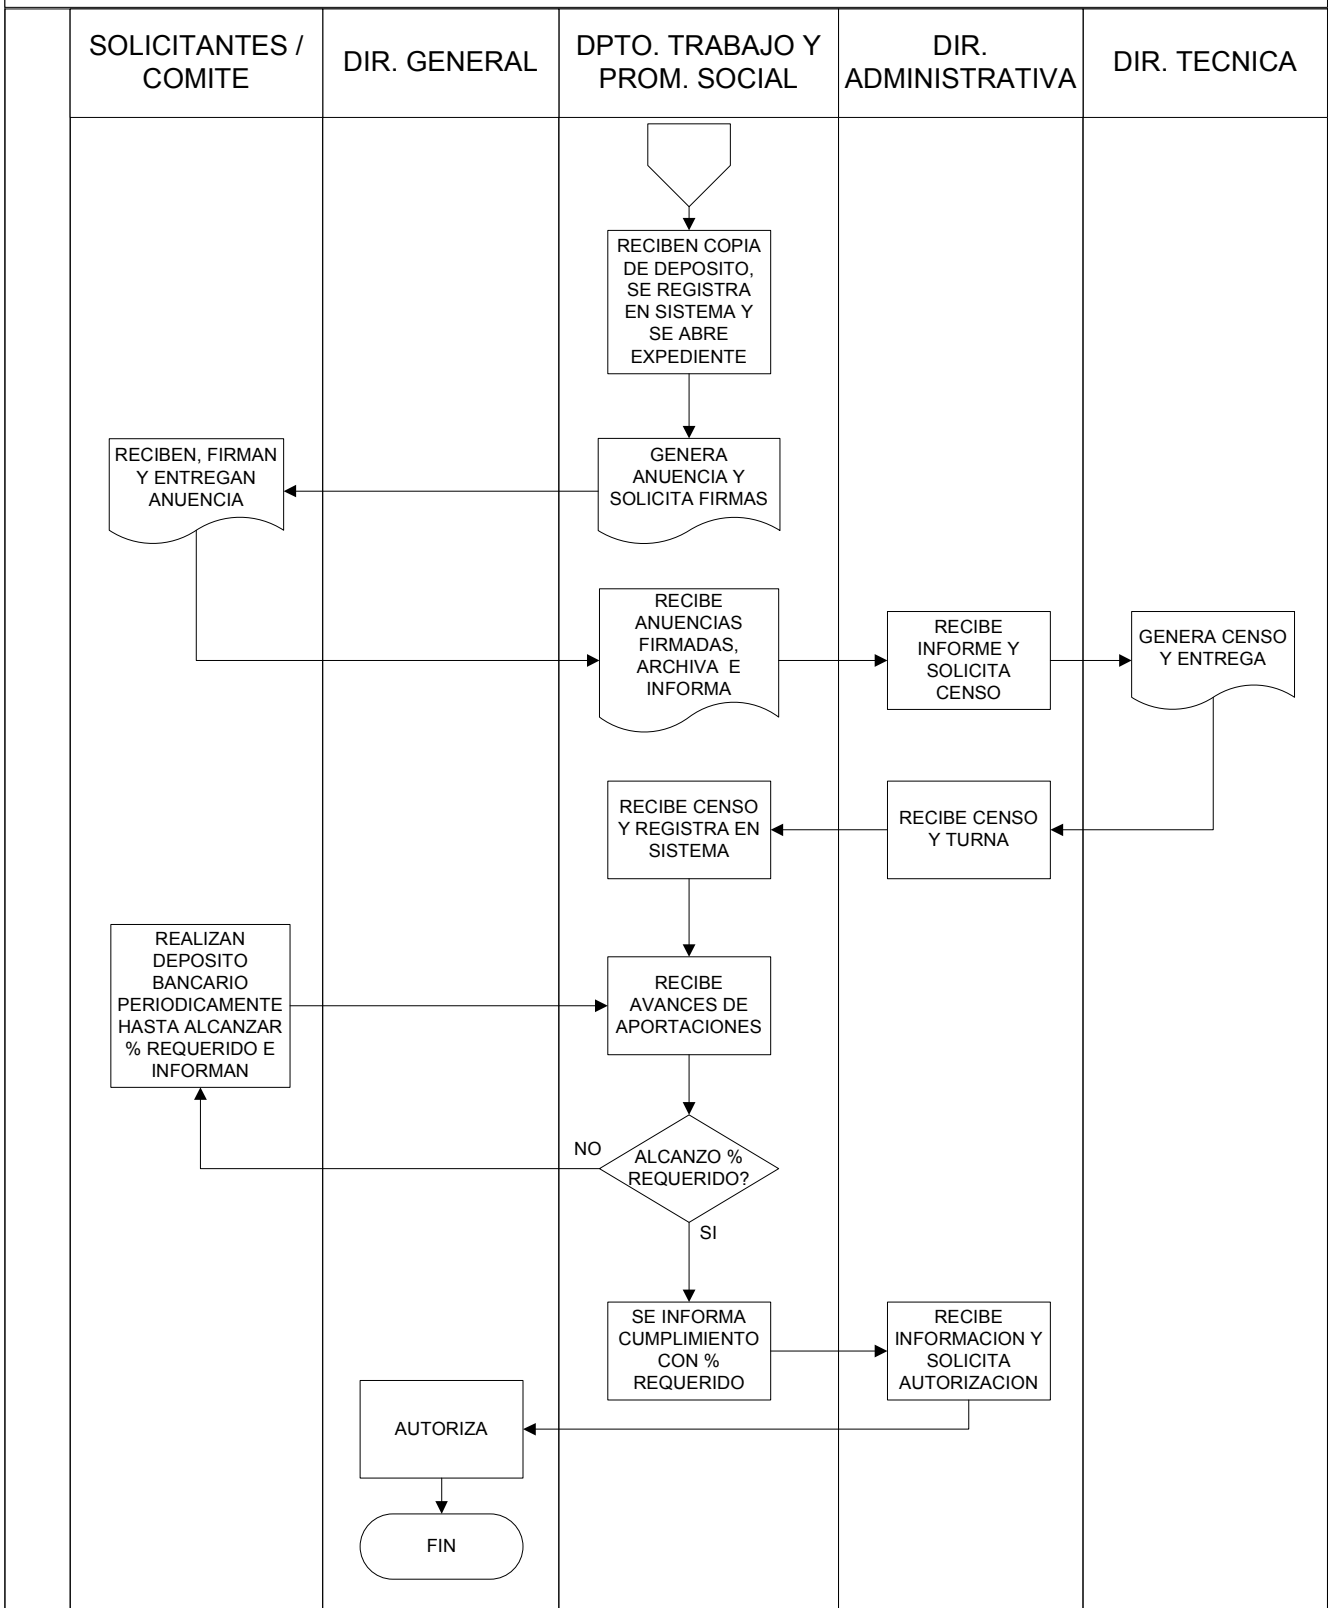 SOLICITANTES /
COMITE
DIR. GENERAL
DPTO. TRABAJO Y
PROM. SOCIAL
DIR.
ADMINISTRATIVA
DIR. TECNICA
RECIBEN COPIA
DE DEPOSITO,
SE REGISTRA
EN SISTEMA Y
SE ABRE
EXPEDIENTE
RECIBEN, FIRMAN
Y ENTREGAN
ANUENCIA
GENERA
ANUENCIA Y
SOLICITA FIRMAS
RECIBE
ANUENCIAS
FIRMADAS,
ARCHIVA E
INFORMA
RECIBE
INFORME Y
SOLICITA
CENSO
GENERA CENSO
Y ENTREGA
RECIBE CENSO
Y REGISTRA EN
SISTEMA
RECIBE CENSO
Y TURNA
REALIZAN
DEPOSITO
BANCARIO
PERIODICAMENTE
HASTA ALCANZAR
% REQUERIDO E
INFORMAN
RECIBE
AVANCES DE
APORTACIONES
NO
ALCANZO %
REQUERIDO?
SI
SE INFORMA
CUMPLIMIENTO
CON %
REQUERIDO
RECIBE
INFORMACION Y
SOLICITA
AUTORIZACION
AUTORIZA
FIN